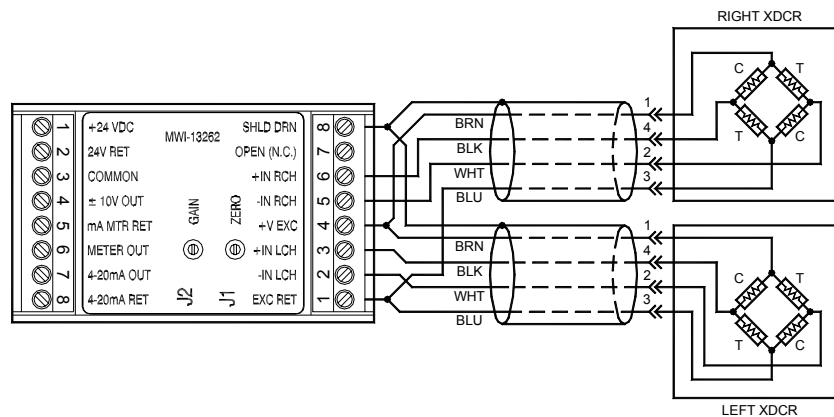 RIGHT XDCR
C T
T C
1
BRN
4
BLK
2
WHT
3
BLU
MWI-13262
1 +24 VDC SHLD DRN 8
2 24V RET OPEN (N.C.) 7
3 COMMON +IN RCH 6
4 ± 10V OUT -IN RCH 5
5 mA MTR RET +V EXC 4
6 METER OUT +IN LCH 3
7 4-20mA OUT -IN LCH 2
8 4-20mA RET EXC RET 1
GAIN ZERO
J2 J1
1
BRN
4
BLK
2
WHT
3
BLU
C T
T C
LEFT XDCR